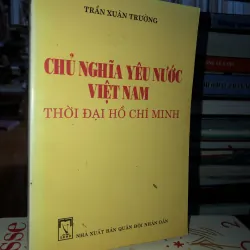 TRẦN XUÂN TRƯỜNG
CHỦ NGHĨA YÊU NƯỚC
VIỆT NAM
THỜI ĐẠI HỒ CHÍ MINH
NHÀ XUẤT BẢN QUÂN ĐỘI NHÂN DÂN